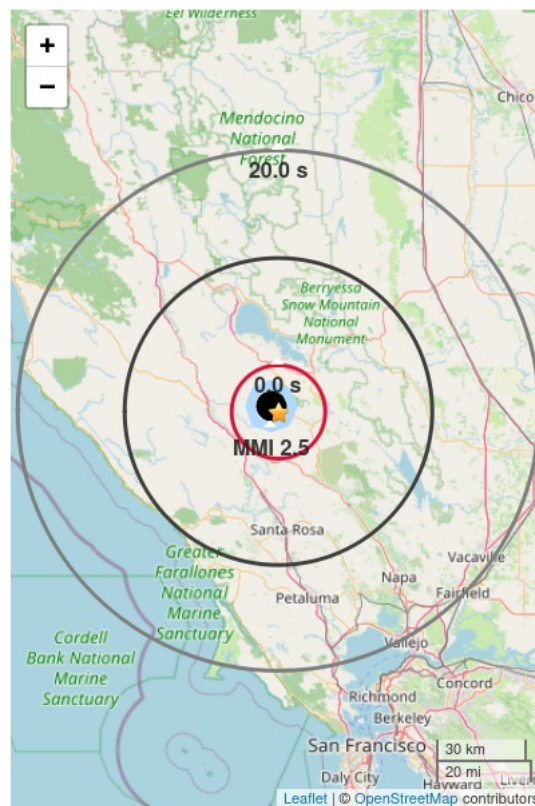 Eel Wilderness
+
−
Chico
Mendocino
National
Forest
20.0 s
Berryessa
Snow Mountain
National
Monument
0.0 s
MMI 2.5
Santa Rosa
Greater
Farallones
National
Marine
Sanctuary
Vacaville
Napa
Fairfield
Petaluma
Cordell
Bank National
Marine
Sanctuary
Vallejo
Concord
Richmond
Berkeley
San Francisco
30 km
20 mi
Daly City
Hayward
Liver
Leaflet | © OpenStreetMap contributors